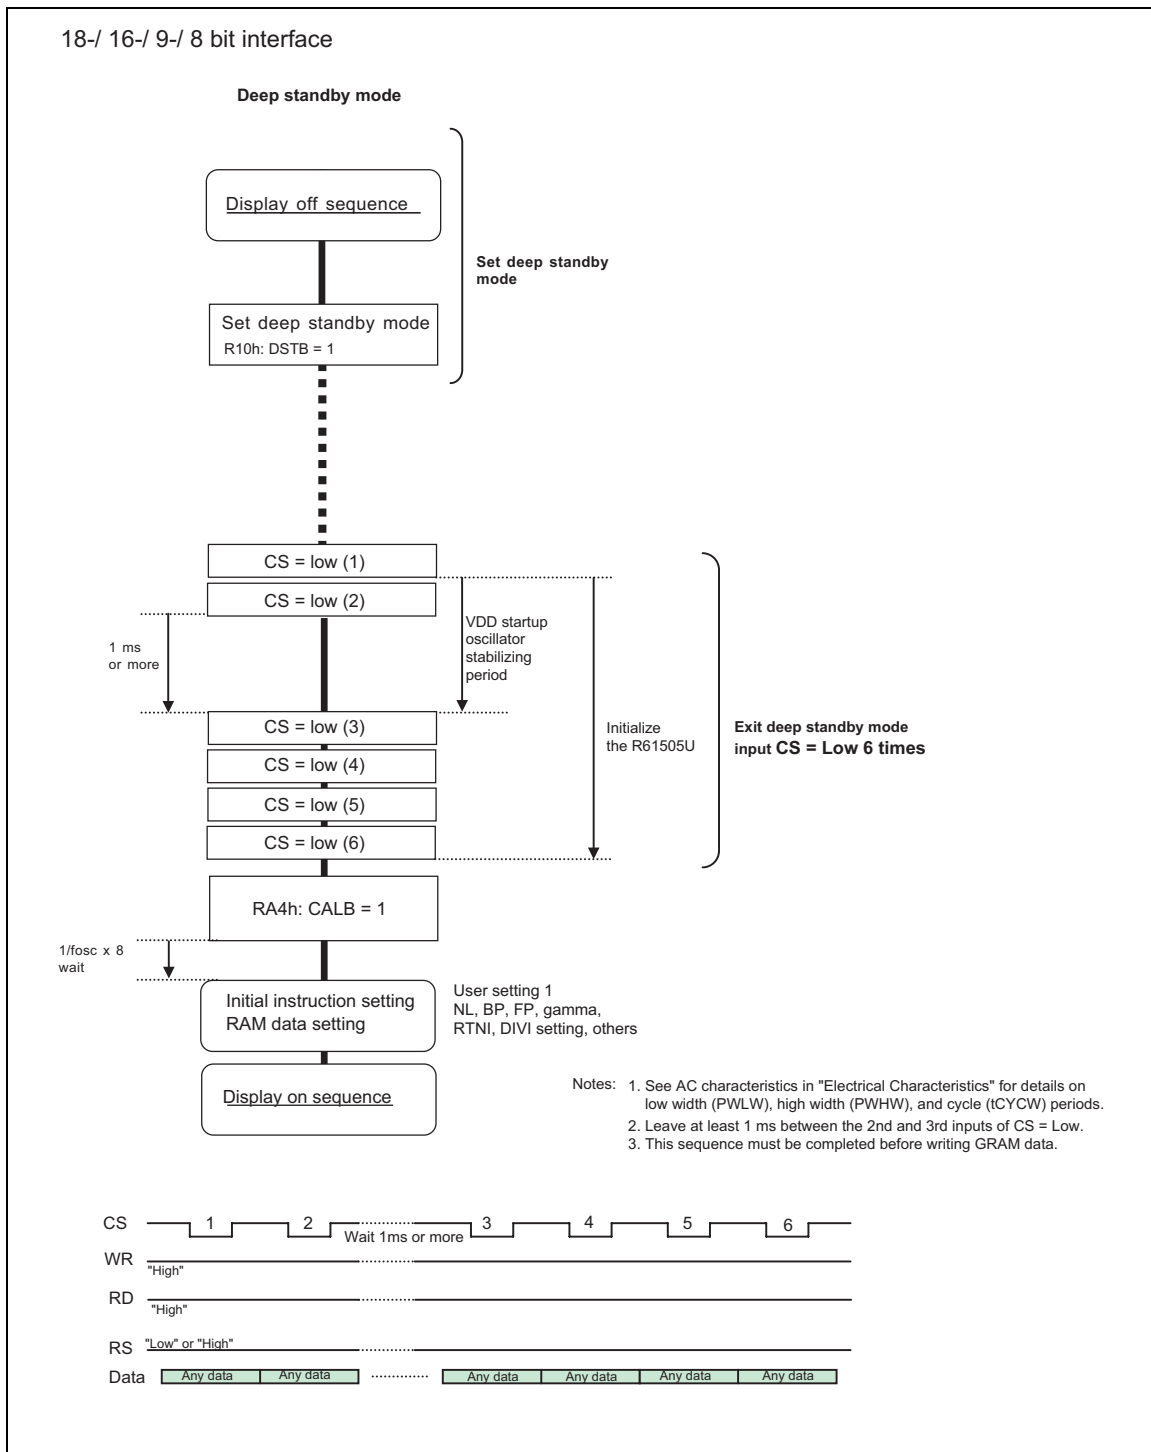 18-/ 16-/ 9-/ 8 bit interface
Deep standby mode
Display off sequence
Set deep standby
mode
Set deep standby mode
R10h: DSTB = 1
CS = low (1)
CS = low (2)
1 ms
or more
VDD startup
oscillator
stabilizing
period
CS = low (3)
CS = low (4)
CS = low (5)
CS = low (6)
Initialize
the R61505U
Exit deep standby mode
input CS = Low 6 times
RA4h: CALB = 1
1/fosc x 8
wait
Initial instruction setting
RAM data setting
User setting 1
NL, BP, FP, gamma,
RTNI, DIVI setting, others
Display on sequence
Notes: 1. See AC characteristics in "Electrical Characteristics" for details on
low width (PWLW), high width (PWHW), and cycle (tCYCW) periods.
2. Leave at least 1 ms between the 2nd and 3rd inputs of CS = Low.
3. This sequence must be completed before writing GRAM data.
CS 1 2 3 4 5 6
Wait 1ms or more
WR
"High"
RD
"High"
RS "Low" or "High"
Data Any data Any data Any data Any data Any data Any data